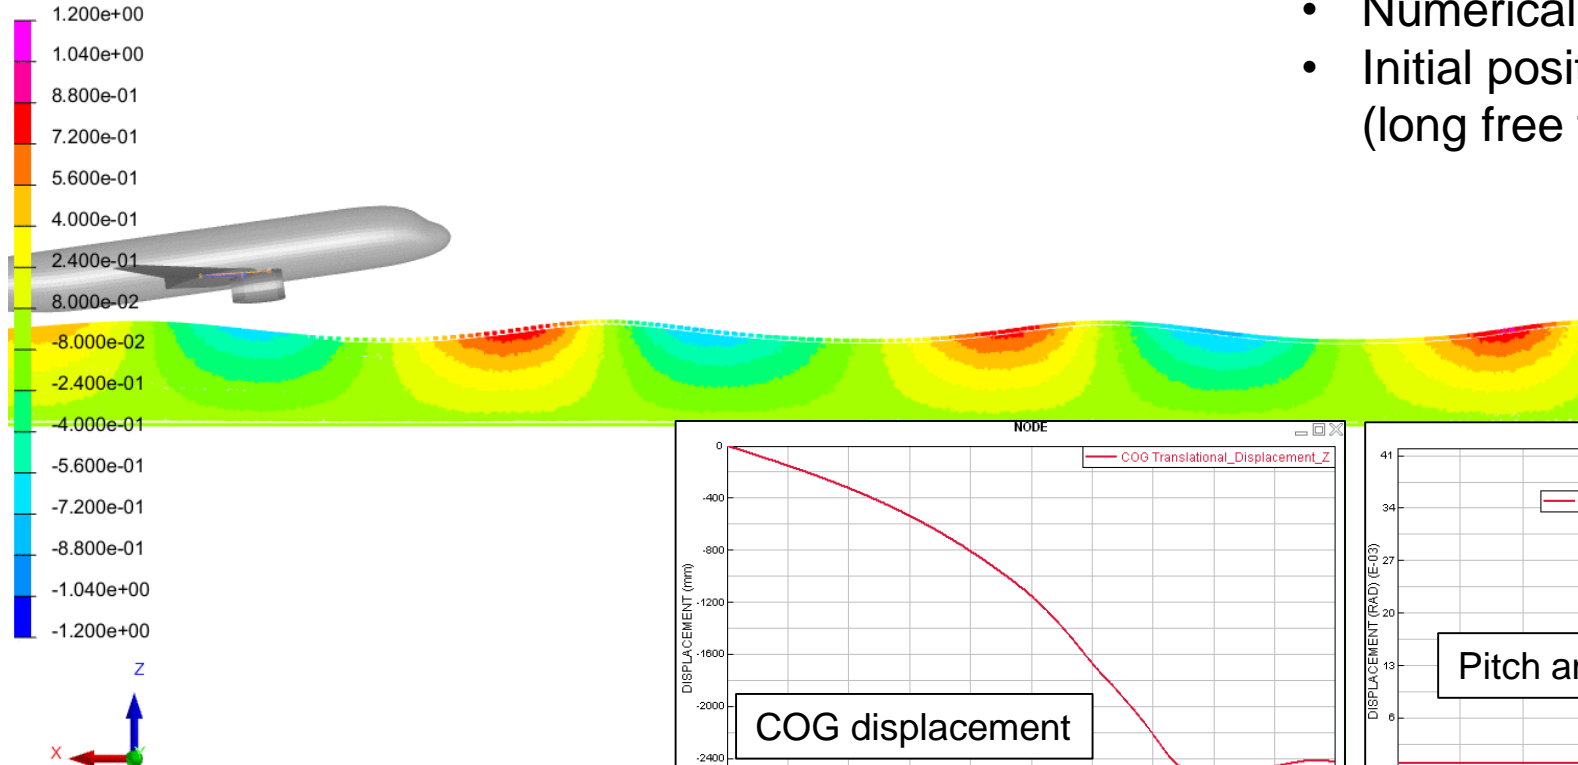 1.200e+00
1.040e+00
8.800e-01
7.200e-01
5.600e-01
4.000e-01
2.400e-01
8.000e-02
-8.000e-02
-2.400e-01
-4.000e-01
-5.600e-01
-7.200e-01
-8.800e-01
-1.040e+00
-1.200e+00
Z
X
Y
• Numerical
• Initial posit
(long free
NODE
COG Translational_Displacement_Z
0
-400
-800
-1200
-1600
-2000
-2400
DISPLACEMENT (mm)
COG displacement
41
34
27
20
13
6
DISPLACEMENT (RAD) (E-03)
Pitch an